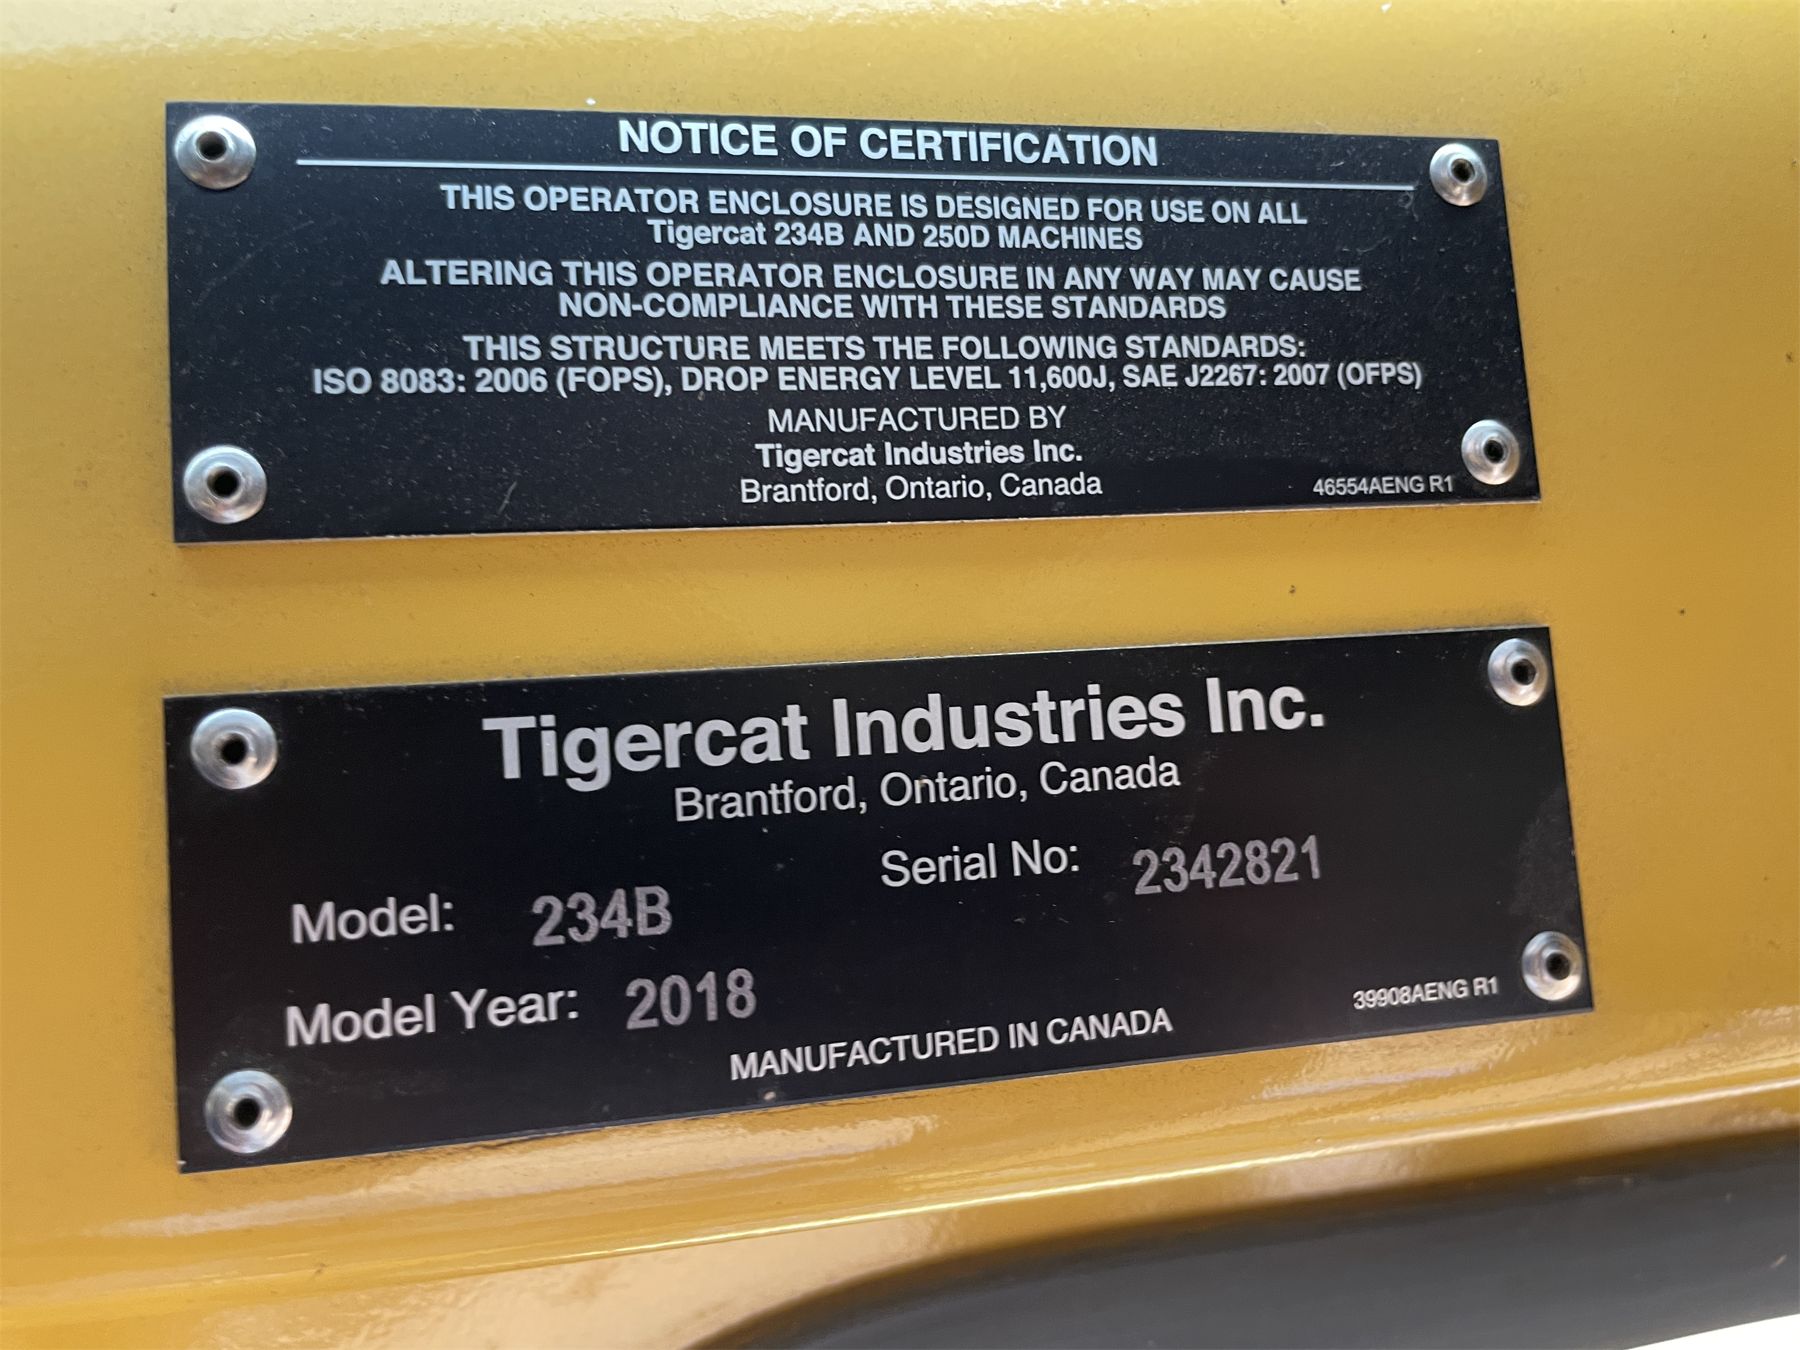 NOTICE OF CERTIFICATION
THIS OPERATOR ENCLOSURE IS DESIGNED FOR USE ON ALL
Tigercat 234B AND 250D MACHINES
ALTERING THIS OPERATOR ENCLOSURE IN ANY WAY MAY CAUSE
NON-COMPLIANCE WITH THESE STANDARDS
THIS STRUCTURE MEETS THE FOLLOWING STANDARDS:
ISO 8083: 2006 (FOPS), DROP ENERGY LEVEL 11,600J, SAE J2267: 2007 (OFPS)
MANUFACTURED BY
Tigercat Industries Inc.
Brantford, Ontario, Canada
46554AENG R1
Tigercat Industries Inc.
Brantford, Ontario, Canada
Serial No: 2342821
Model: 234B
Model Year: 2018
39908AENG R1
MANUFACTURED IN CANADA